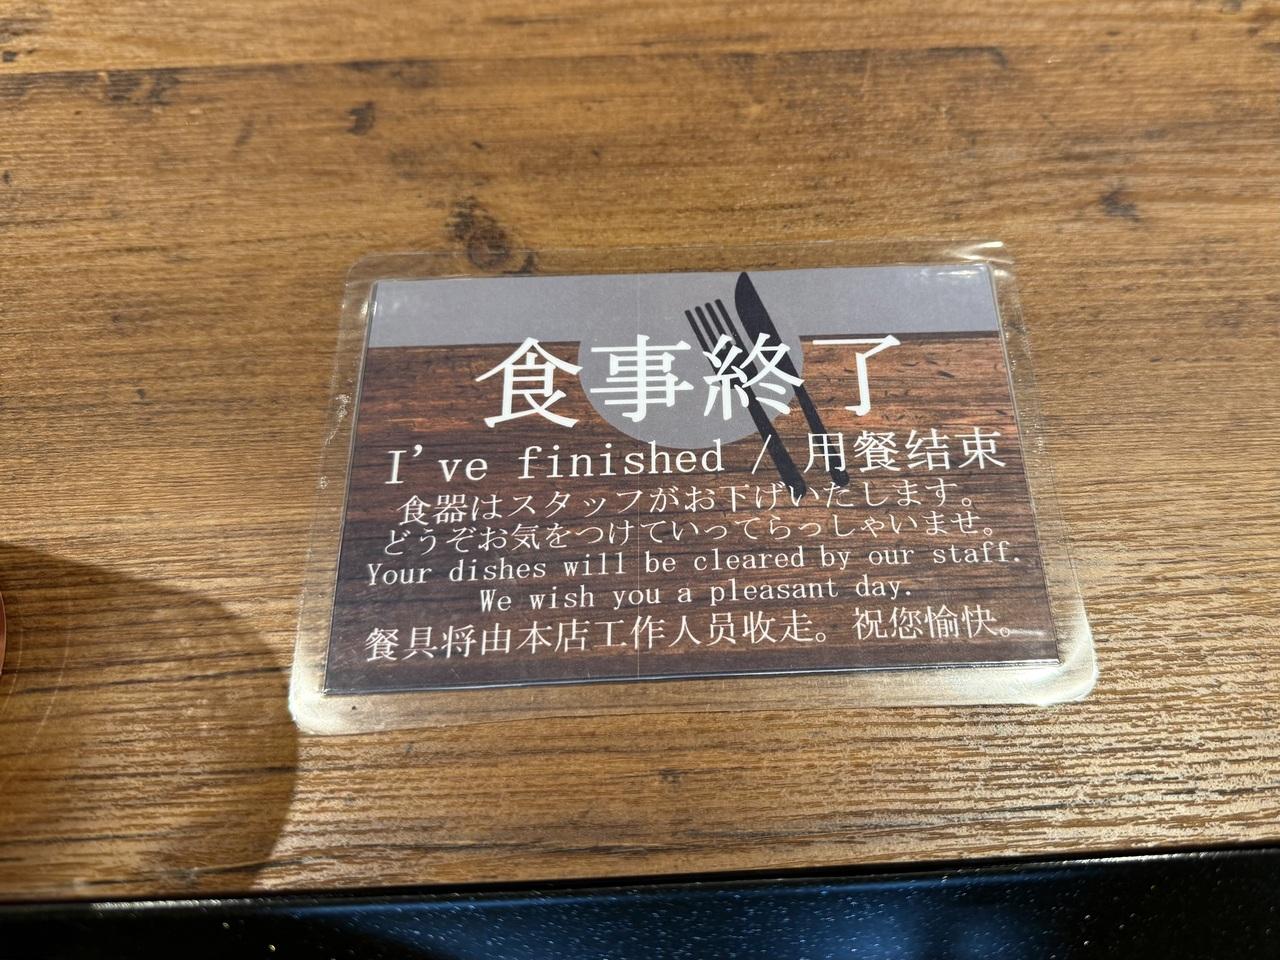 食事終了
I've finished / 用餐结束
食器はスタッフがお下げいたします。
どうぞお気をつけていってらっしゃいませ。
Your dishes will be cleared by our staff.
We wish you a pleasant day.
餐具将由本店工作人员收走。祝您愉快。